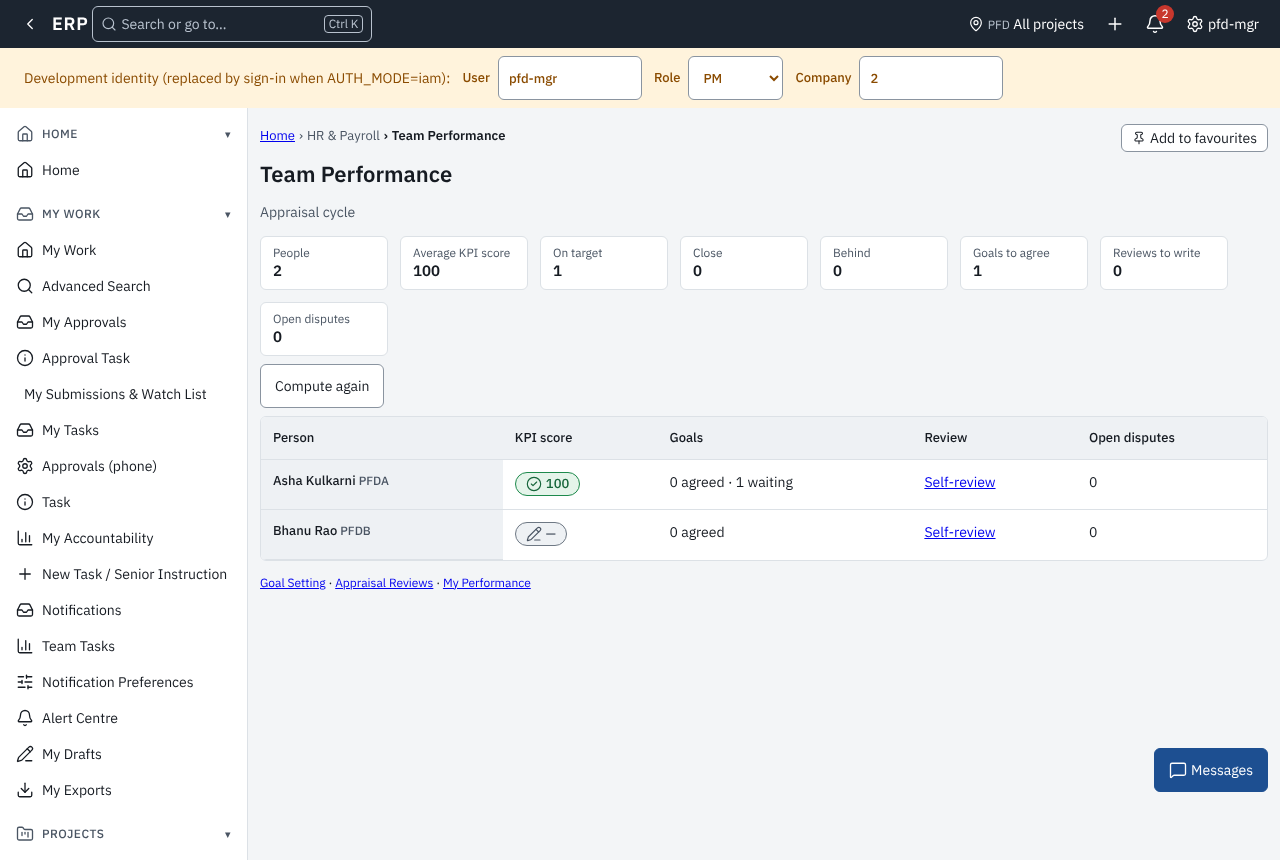 ERP
Search or go to…
Ctrl K
PFD All projects
2
pfd-mgr
Development identity (replaced by sign-in when AUTH_MODE=iam):
User
pfd-mgr
Role
PM
Company
2
HOME
Home
MY WORK
My Work
Advanced Search
My Approvals
Approval Task
My Submissions & Watch List
My Tasks
Approvals (phone)
Task
My Accountability
New Task / Senior Instruction
Notifications
Team Tasks
Notification Preferences
Alert Centre
My Drafts
My Exports
PROJECTS
Home › HR & Payroll › Team Performance
Add to favourites
Team Performance
Appraisal cycle
People
2
Average KPI score
100
On target
1
Close
0
Behind
0
Goals to agree
1
Reviews to write
0
Open disputes
0
Compute again
Person KPI score Goals Review Open disputes
Asha Kulkarni PFDA 100 0 agreed · 1 waiting Self-review 0
Bhanu Rao PFDB — 0 agreed Self-review 0
Goal Setting · Appraisal Reviews · My Performance
Messages